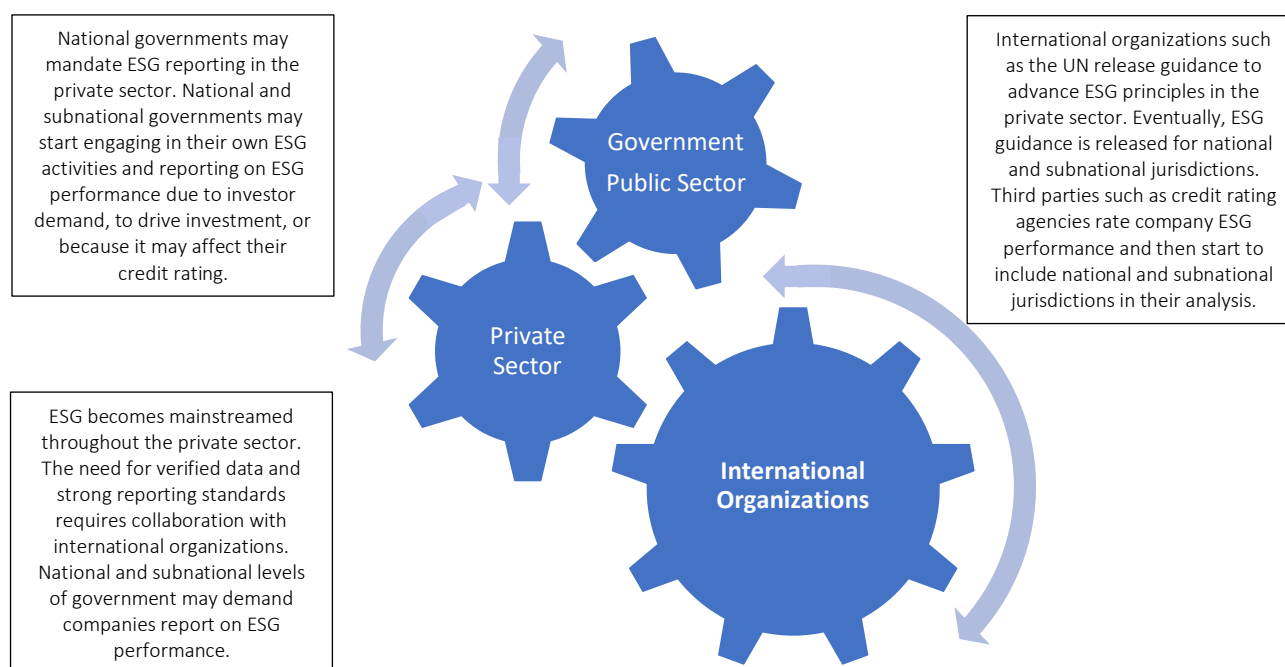 National governments may
mandate ESG reporting in the
private sector. National and
subnational governments may
start engaging in their own ESG
activities and reporting on ESG
performance due to investor
demand, to drive investment, or
because it may affect their
credit rating.
Government
Public Sector
International organizations such
as the UN release guidance to
advance ESG principles in the
private sector. Eventually, ESG
guidance is released for national
and subnational jurisdictions.
Third parties such as credit rating
agencies rate company ESG
performance and then start to
include national and subnational
jurisdictions in their analysis.
Private
Sector
ESG becomes mainstreamed
throughout the private sector.
The need for verified data and
strong reporting standards
requires collaboration with
international organizations.
National and subnational levels
of government may demand
companies report on ESG
performance.
International
Organizations